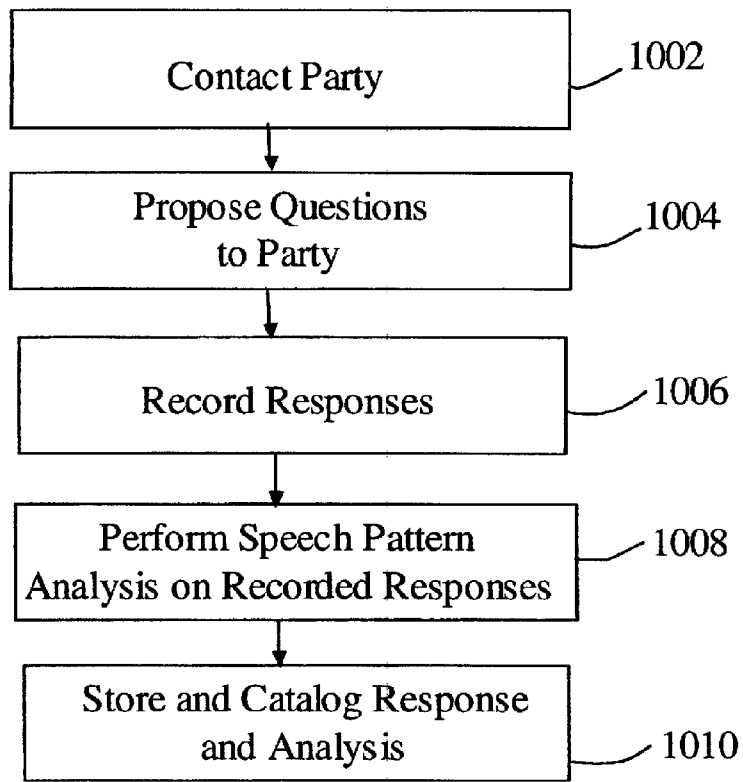 Contact Party
1002
Propose Questions
to Party
1004
Record Responses
1006
Perform Speech Pattern
Analysis on Recorded Responses
1008
Store and Catalog Response
and Analysis
1010